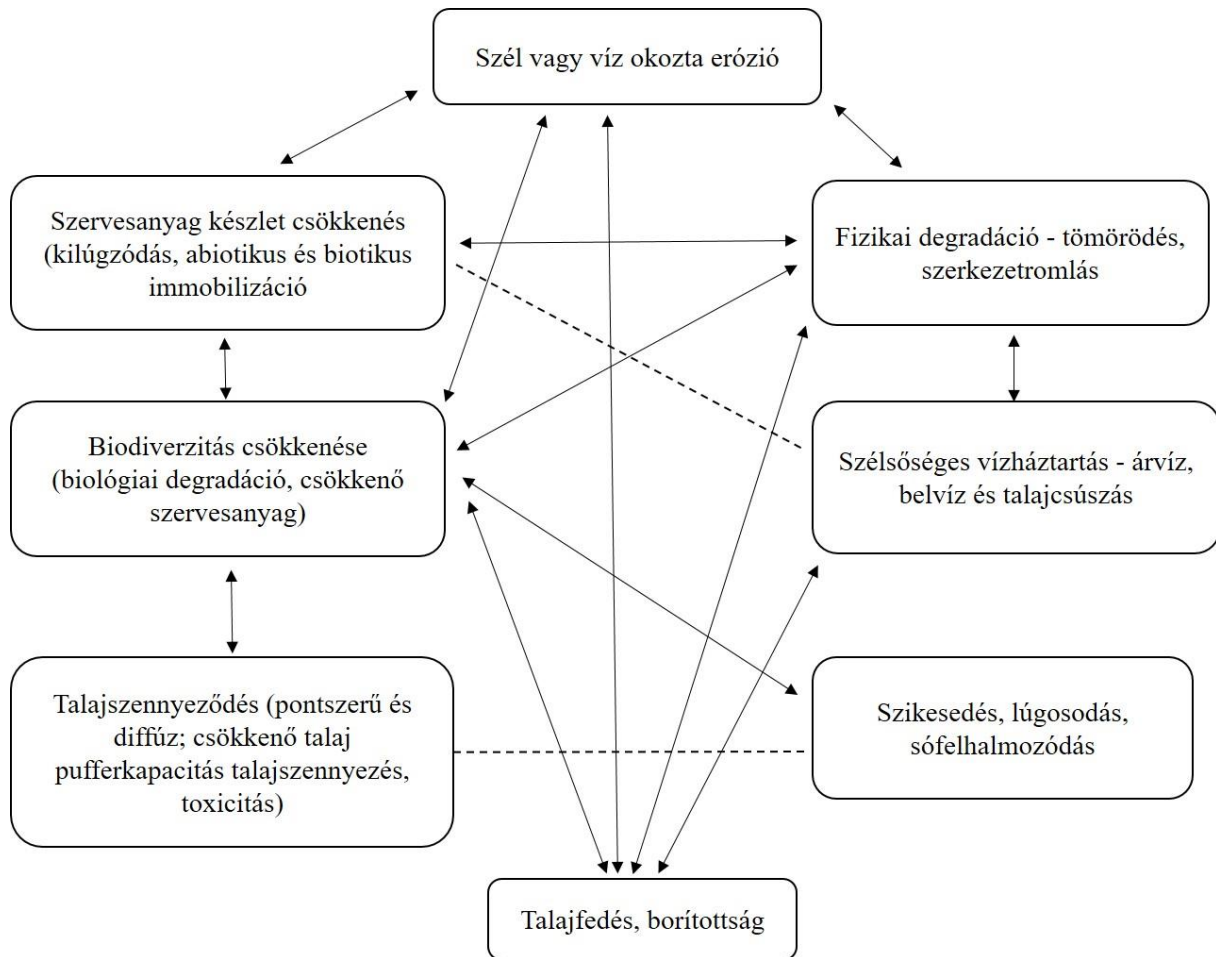 Szél vagy víz okozta erózió
Szervesanyag készlet csökkenés
(kilúgzódás, abiotikus és biotikus
immobilizáció
Fizikai degradáció - tömörödés,
szerkezetromlás
Biodiverzitás csökkenése
(biológiai degradáció, csökkenő
szervesanyag)
Szélsőséges vízháztartás - árvíz,
belvíz és talajcsúszás
Talajszennyeződés (pontszerű és
diffúz; csökkenő talaj
pufferkapacitás talajszennyezés,
toxicitás)
Szikesedés, lúgosodás,
sófelhalmozódás
Talajfedés, borítottság